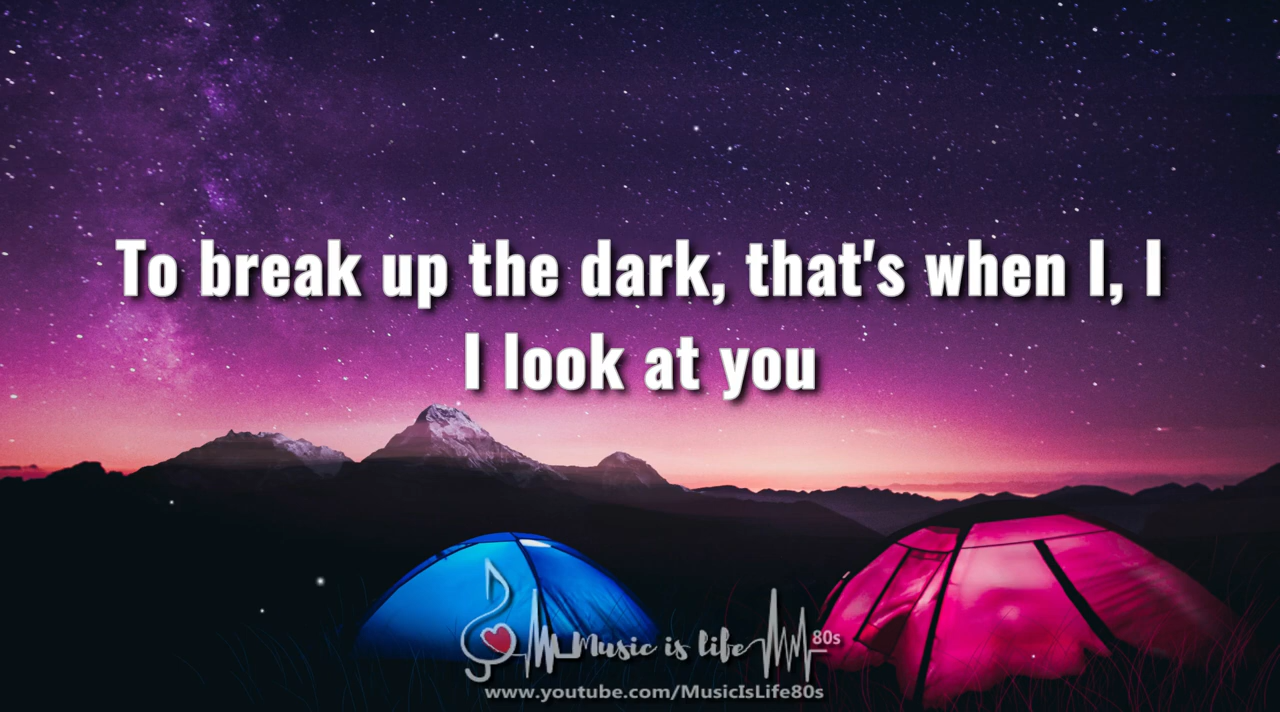 To break up the dark, that's when I, I
I look at you
Music is life 80s
www.youtube.com/MusicIsLife80s